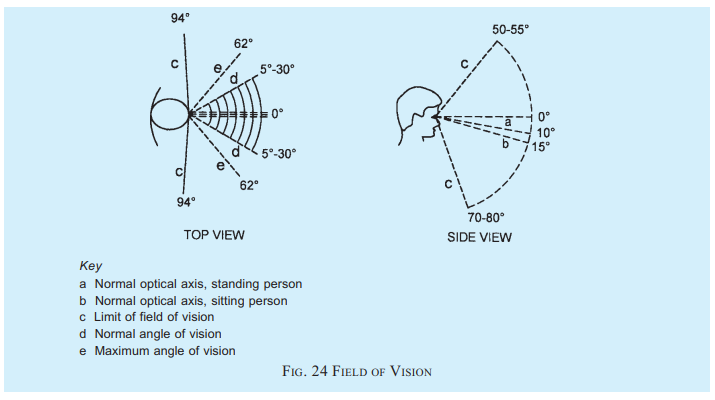 94°
62°
c
e
5°-30°
d
0°
d
5°-30°
e
c
62°
94°
TOP VIEW
50-55°
c
0°
a
10°
b
15°
c
70-80°
SIDE VIEW
Key
a Normal optical axis, standing person
b Normal optical axis, sitting person
c Limit of field of vision
d Normal angle of vision
e Maximum angle of vision
FIG. 24 FIELD OF VISION